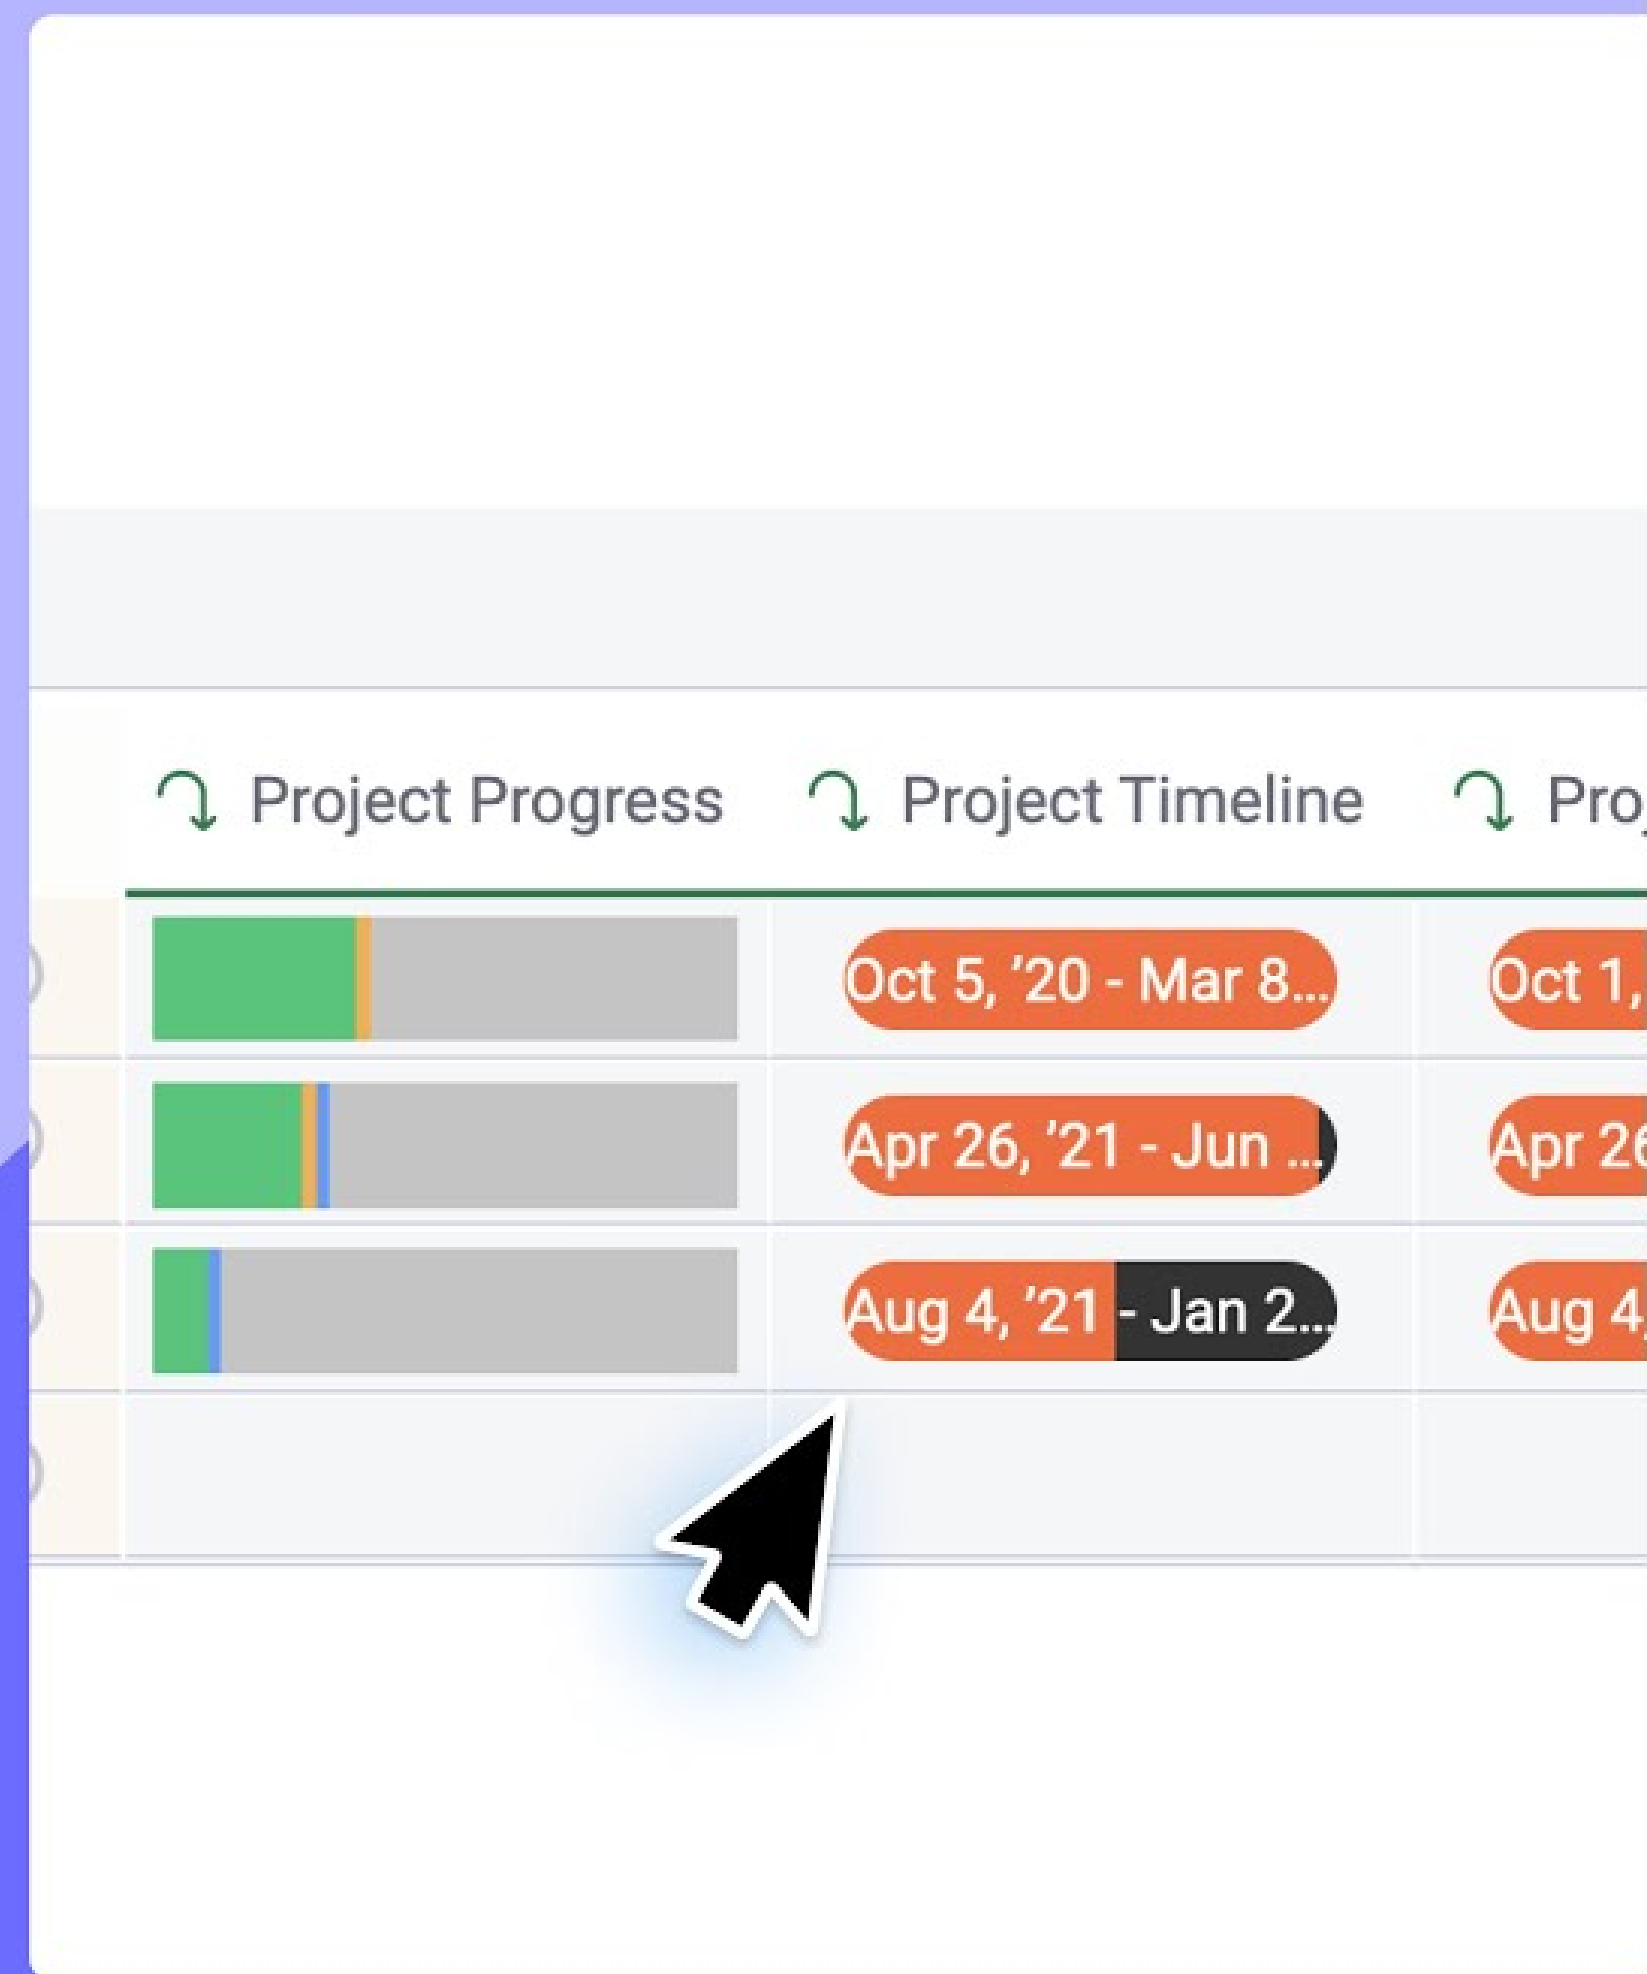 Project Progress Project Timeline Pro
Oct 5, ’20 - Mar 8... Oct 1,
Apr 26, ’21 - Jun ... Apr 26
Aug 4, ’21 - Jan 2... Aug 4,